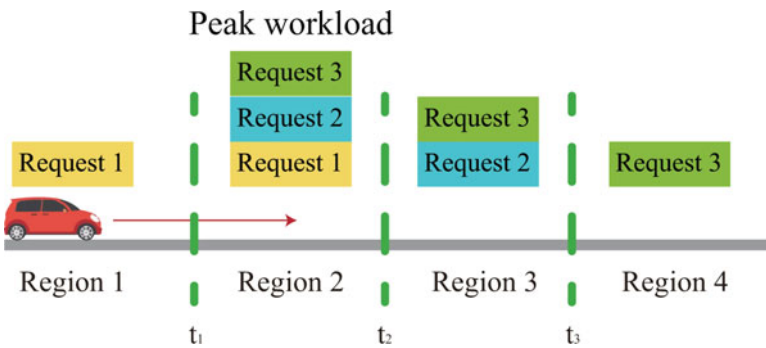 Peak workload
Request 3
Request 2
Request 3
Request 1
Request 1
Request 2
Request 3
Region 1
Region 2
Region 3
Region 4
t₁
t₂
t₃